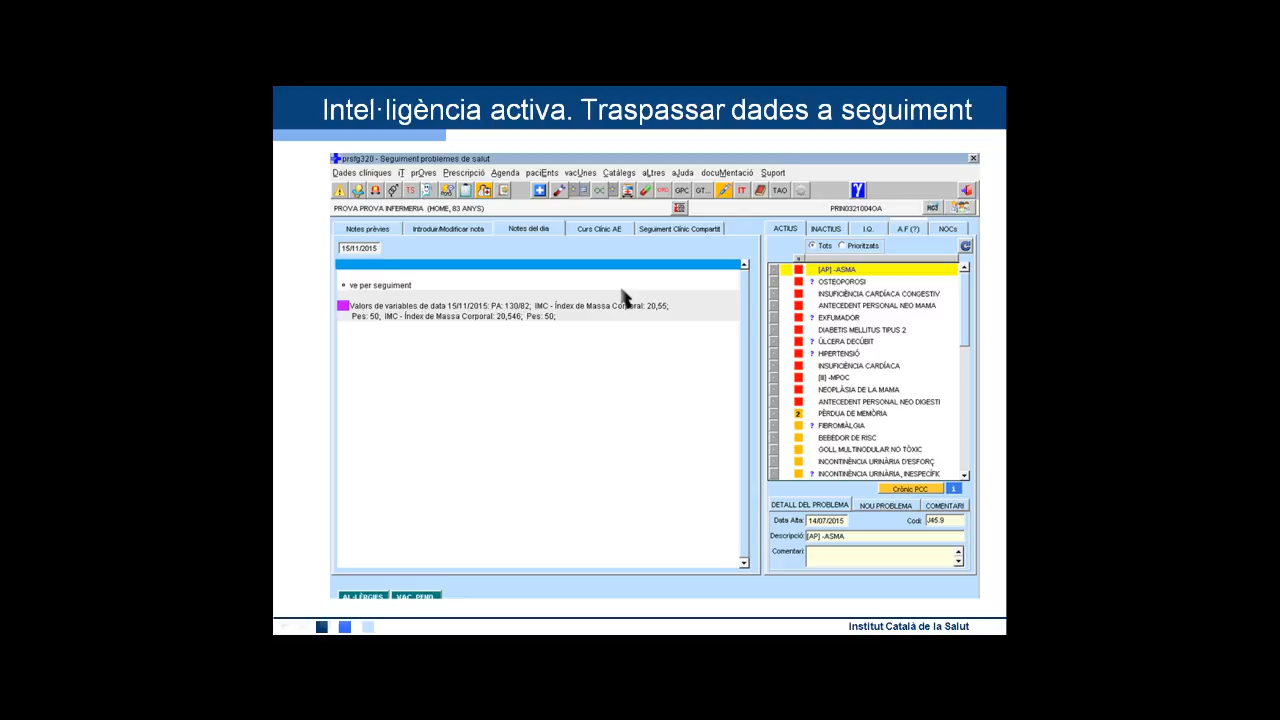 Intel·ligència activa. Traspassar dades a seguiment
prsfg320 - Seguiment problemes de salut
Dades clíniques iT prOves Prescripció Agenda paciEnts vacUnes Catàlegs aLtres aJuda docuMentació Suport
TS GPC GT... IT TAO
PROVA PROVA INFERMERIA (HOME, 83 ANYS) PRIN0321004OA HC3
Notes prèvies Introduir/Modificar nota Notes del dia Curs Clínic AE Seguiment Clínic Compartit
15/11/2015
ve per seguiment
Valors de variables de data 15/11/2015: PA: 130/82; IMC - Índex de Massa Corporal: 20,55;
Pes: 50; IMC - Índex de Massa Corporal: 20,546; Pes: 50;
ACTIUS INACTIUS I.Q. A.F (?) NOCs
Tots Prioritzats
[AP] -ASMA
? OSTEOPOROSI
INSUFICIÈNCIA CARDÍACA CONGESTIV
ANTECEDENT PERSONAL NEO MAMA
? EXFUMADOR
DIABETIS MELLITUS TIPUS 2
? ÚLCERA DECÚBIT
? HIPERTENSIÓ
INSUFICIÈNCIA CARDÍACA
[III] -MPOC
NEOPLÀSIA DE LA MAMA
ANTECEDENT PERSONAL NEO DIGESTI
2 PÈRDUA DE MEMÒRIA
? FIBROMIÀLGIA
BEBEDOR DE RISC
GOLL MULTINODULAR NO TÒXIC
INCONTINÈNCIA URINÀRIA D'ESFORÇ
? INCONTINÈNCIA URINÀRIA, INESPECÍFIC
Crònic PCC i
DETALL DEL PROBLEMA NOU PROBLEMA COMENTARI
Data Alta: 14/07/2015 Codi: J45.9
Descripció: [AP] -ASMA
Comentari
AL·LÈRGIES VAC. PEND.
Institut Català de la Salut